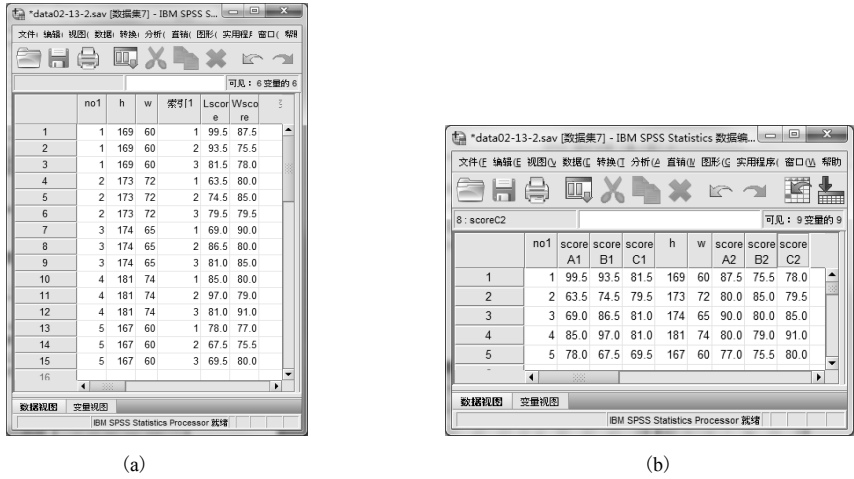 *data02-13-2.sav [数据集7] - IBM SPSS S...
文件( 编辑( 视图( 数据( 转换( 分析( 直销( 图形( 实用程序 窗口( 帮助
可见： 6 变量的 6
no1 h w 索引1 Lscore Wscore
1 1 169 60 1 99.5 87.5
2 1 169 60 2 93.5 75.5
3 1 169 60 3 81.5 78.0
4 2 173 72 1 63.5 80.0
5 2 173 72 2 74.5 85.0
6 2 173 72 3 79.5 79.5
7 3 174 65 1 69.0 90.0
8 3 174 65 2 86.5 80.0
9 3 174 65 3 81.0 85.0
10 4 181 74 1 85.0 80.0
11 4 181 74 2 97.0 79.0
12 4 181 74 3 81.0 91.0
13 5 167 60 1 78.0 77.0
14 5 167 60 2 67.5 75.5
15 5 167 60 3 69.5 80.0
16
数据视图 变量视图
IBM SPSS Statistics Processor 就绪
(a)
*data02-13-2.sav [数据集7] - IBM SPSS Statistics 数据编...
文件(F 编辑(E 视图(V 数据(D 转换(T 分析(A 直销(M 图形(G 实用程序( 窗口(W 帮助
8 : scoreC2
可见： 9 变量的 9
no1 scoreA1 scoreB1 scoreC1 h w scoreA2 scoreB2 scoreC2
1 1 99.5 93.5 81.5 169 60 87.5 75.5 78.0
2 2 63.5 74.5 79.5 173 72 80.0 85.0 79.5
3 3 69.0 86.5 81.0 174 65 90.0 80.0 85.0
4 4 85.0 97.0 81.0 181 74 80.0 79.0 91.0
5 5 78.0 67.5 69.5 167 60 77.0 75.5 80.0
数据视图 变量视图
IBM SPSS Statistics Processor 就绪
(b)